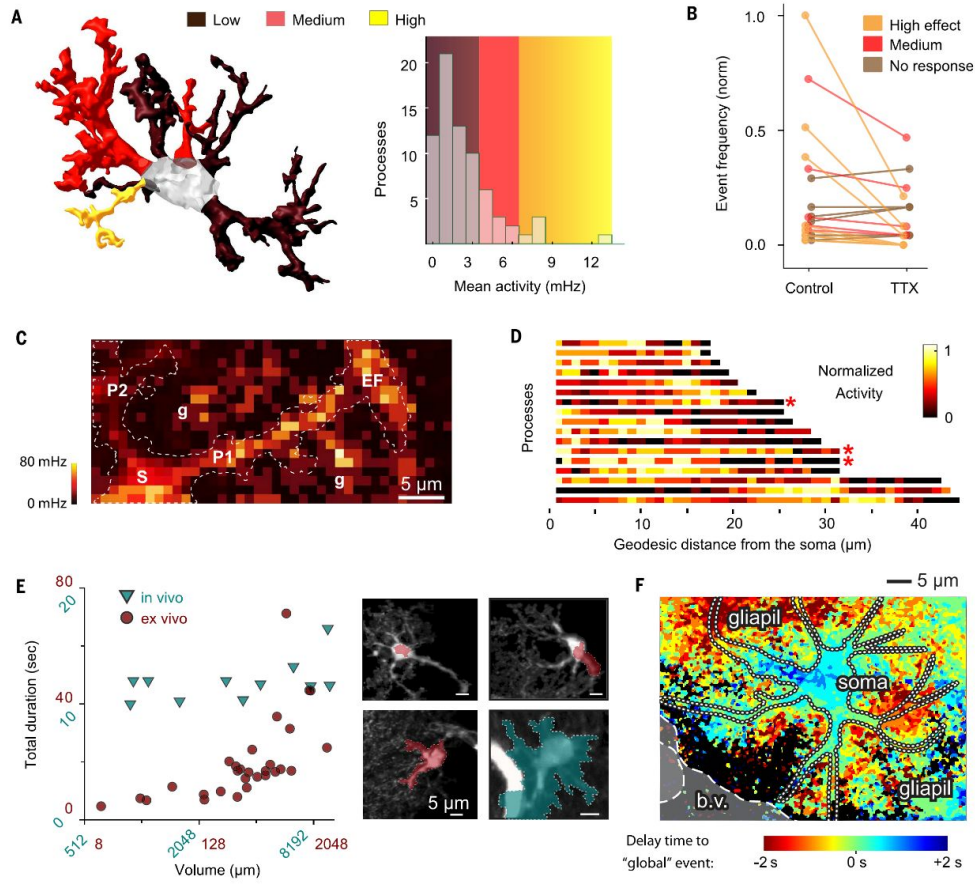 A
Low
Medium
High
20
15
10
5
Processes
0
3
6
9
12
Mean activity (mHz)
B
High effect
Medium
No response
1.0
0.5
0.0
Event frequency (norm)
Control
TTX
C
P2
g
EF
P1
S
g
80 mHz
0 mHz
5 µm
D
Processes
Normalized
Activity
1
0
*
*
*
0
10
20
30
40
Geodesic distance from the soma (µm)
E
80
20
in vivo
ex vivo
40
10
0
0
Total duration (sec)
512
8
2048
128
8192
2048
Volume (µm)
5 µm
F
5 µm
gliapil
soma
gliapil
b.v.
Delay time to
"global" event:
-2 s
0 s
+2 s